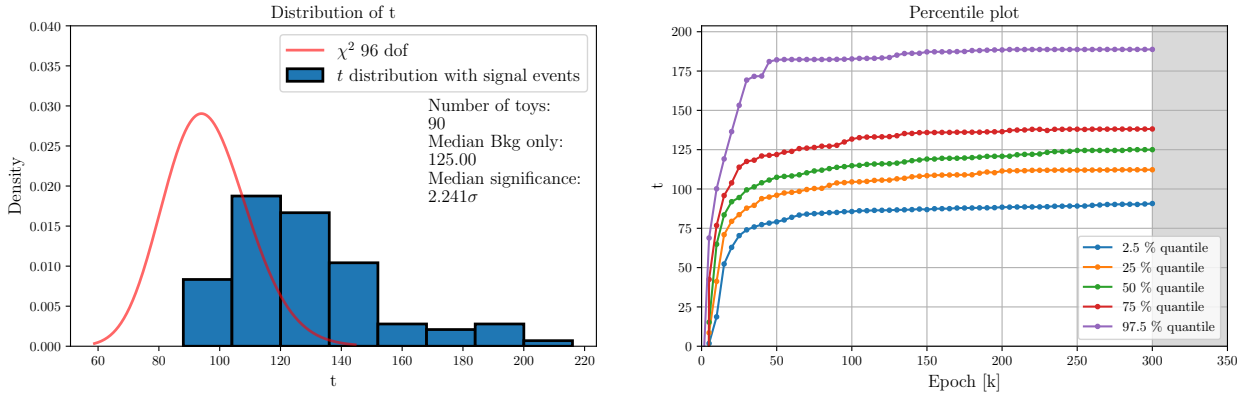 Distribution of t
0.040
0.035
0.030
0.025
0.020
0.015
0.010
0.005
0.000
Density
60 80 100 120 140 160 180 200 220
t
χ² 96 dof
t distribution with signal events
Number of toys:
90
Median Bkg only:
125.00
Median significance:
2.241σ
Percentile plot
200
175
150
125
100
75
50
25
0
t
0 50 100 150 200 250 300 350
Epoch [k]
2.5 % quantile
25 % quantile
50 % quantile
75 % quantile
97.5 % quantile